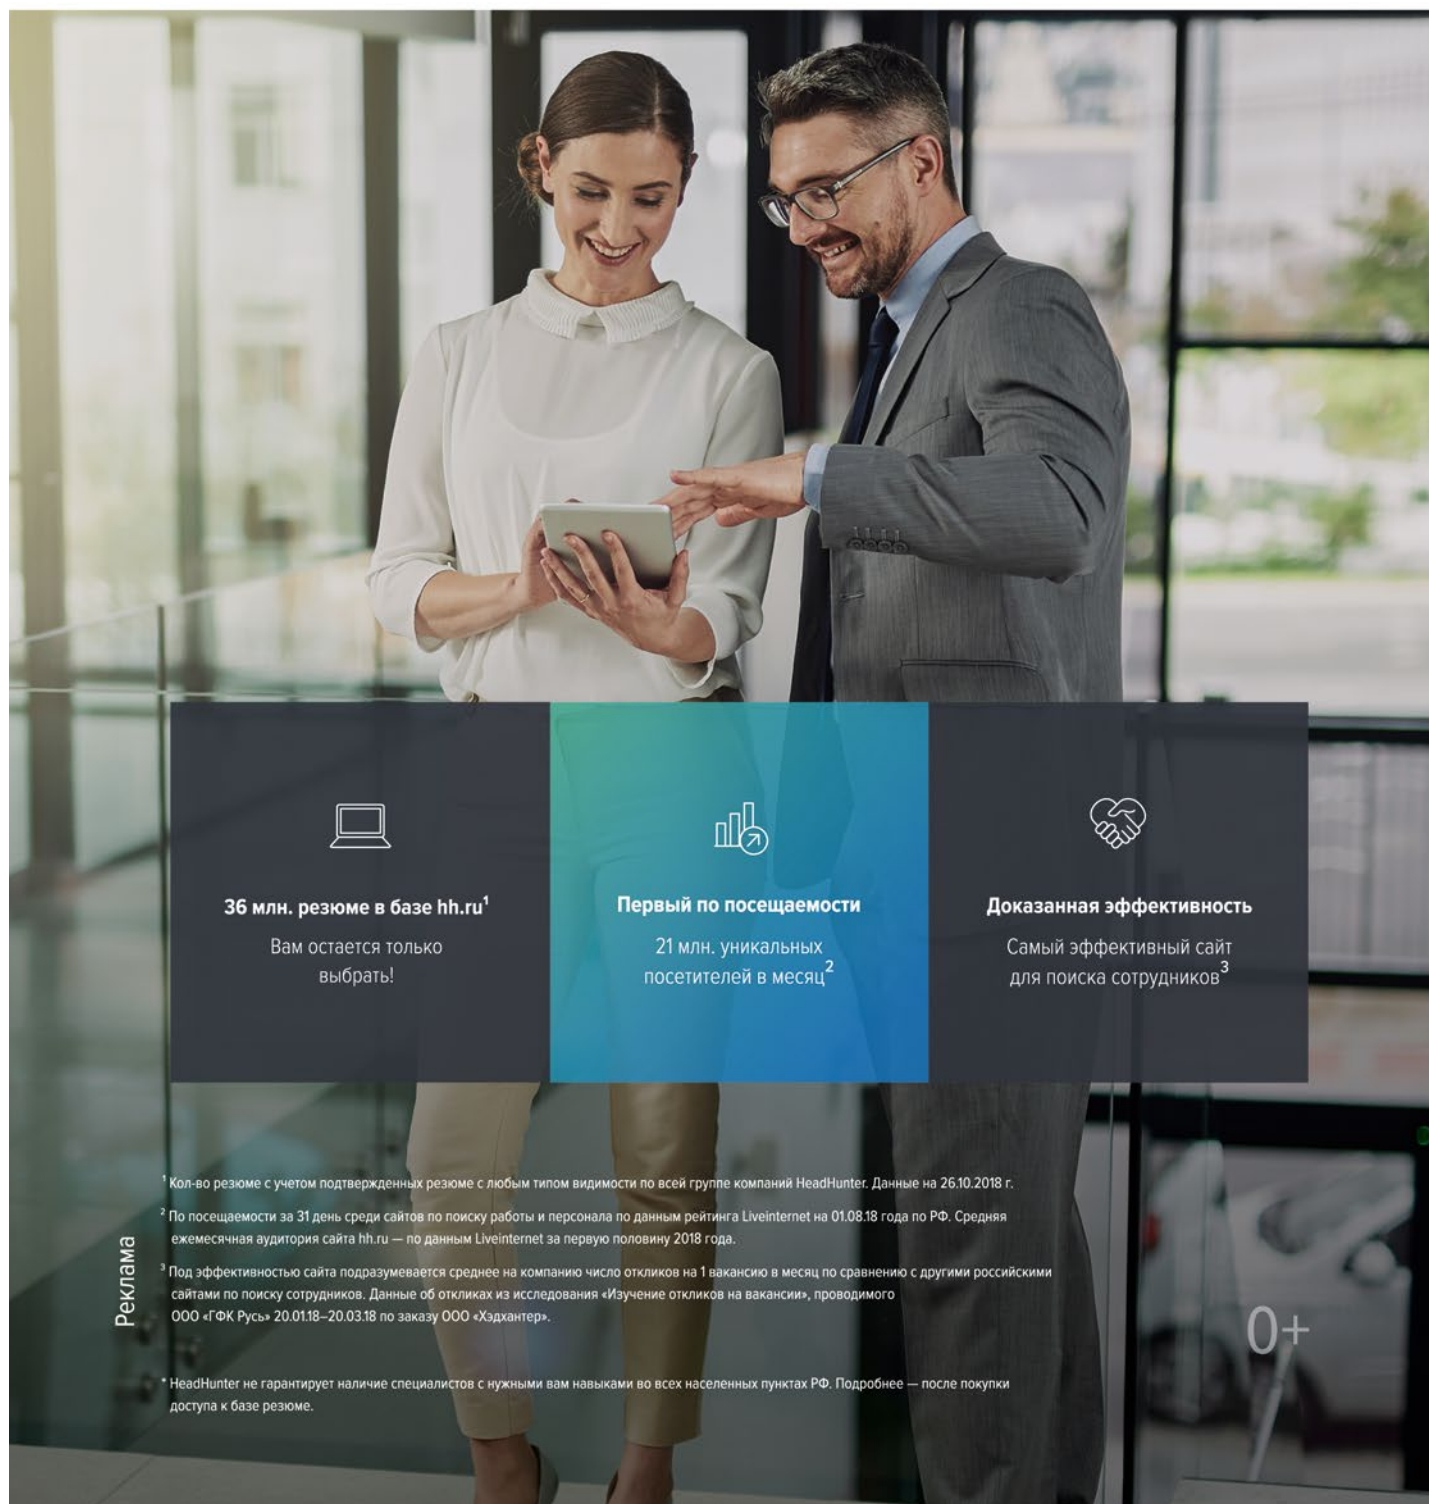 36 млн. резюме в базе hh.ru¹
Вам остается только
выбрать!
Первый по посещаемости
21 млн. уникальных
посетителей в месяц²
Доказанная эффективность
Самый эффективный сайт
для поиска сотрудников³
¹ Кол-во резюме с учетом подтвержденных резюме с любым типом видимости по всей группе компаний HeadHunter. Данные на 26.10.2018 г.
² По посещаемости за 31 день среди сайтов по поиску работы и персонала по данным рейтинга Liveinternet на 01.08.18 года по РФ. Средняя
ежемесячная аудитория сайта hh.ru — по данным Liveinternet за первую половину 2018 года.
³ Под эффективностью сайта подразумевается среднее на компанию число откликов на 1 вакансию в месяц по сравнению с другими российскими
сайтами по поиску сотрудников. Данные об откликах из исследования «Изучение откликов на вакансии», проводимого
ООО «ГФК Русь» 20.01.18–20.03.18 по заказу ООО «Хэдхантер».
* HeadHunter не гарантирует наличие специалистов с нужными вам навыками во всех населенных пунктах РФ. Подробнее — после покупки
доступа к базе резюме.
Реклама
0+